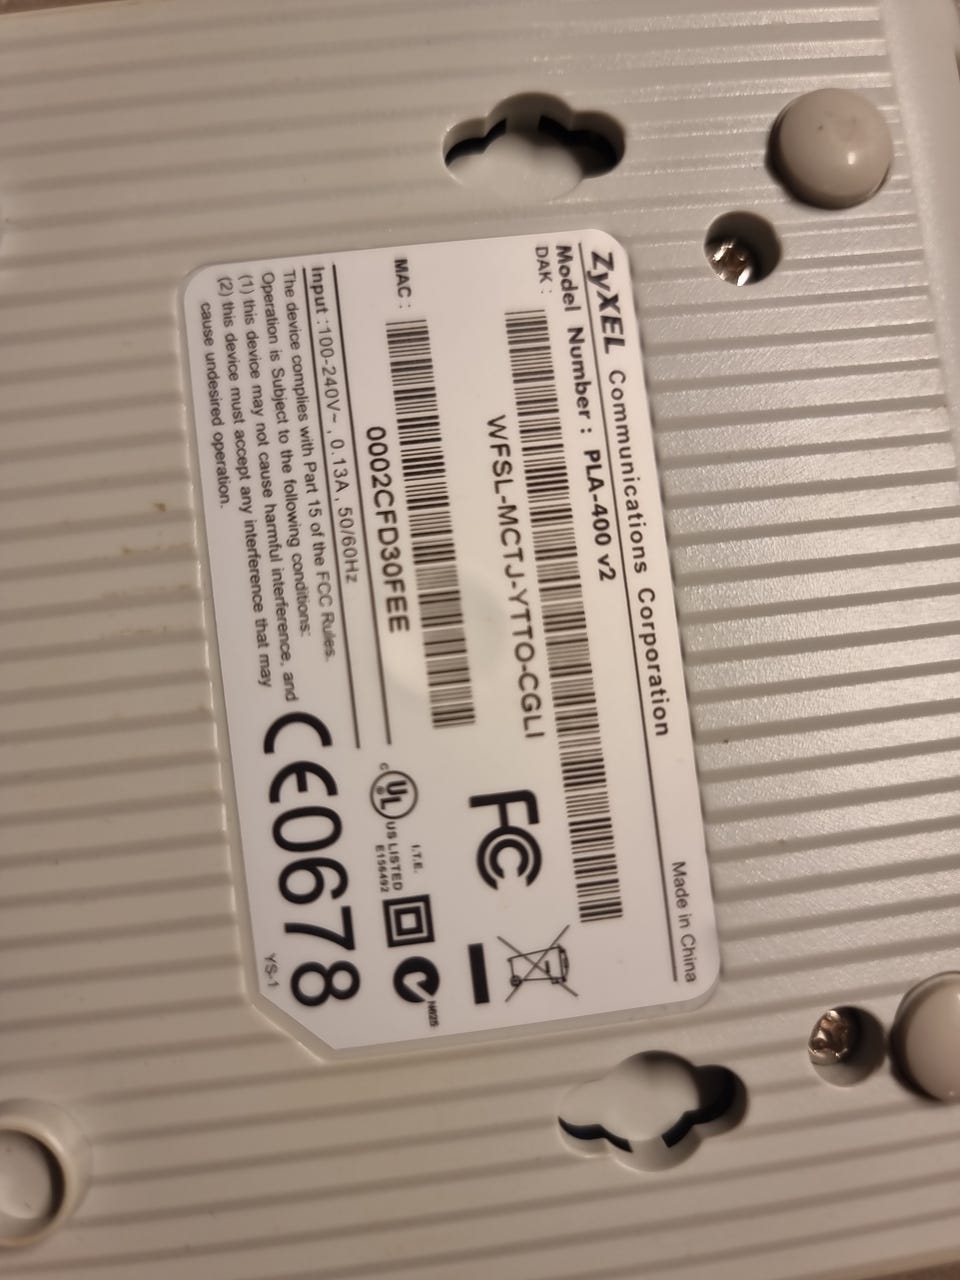 ZyXEL Communications Corporation
Made in China
Model Number : PLA-400 v2
DAK :
WFSL-MCTJ-YTTO-CGLI
MAC :
0002CFD30FEE
FC
Input : 100-240V~, 0.13A, 50/60Hz
The device complies with Part 15 of the FCC Rules.
Operation is Subject to the following conditions:
(1) this device may not cause harmful interference, and
(2) this device must accept any interference that may
cause undesired operation.
I.T.E.
c UL ® US LISTED
E156492
N625
CE0678
YS-1